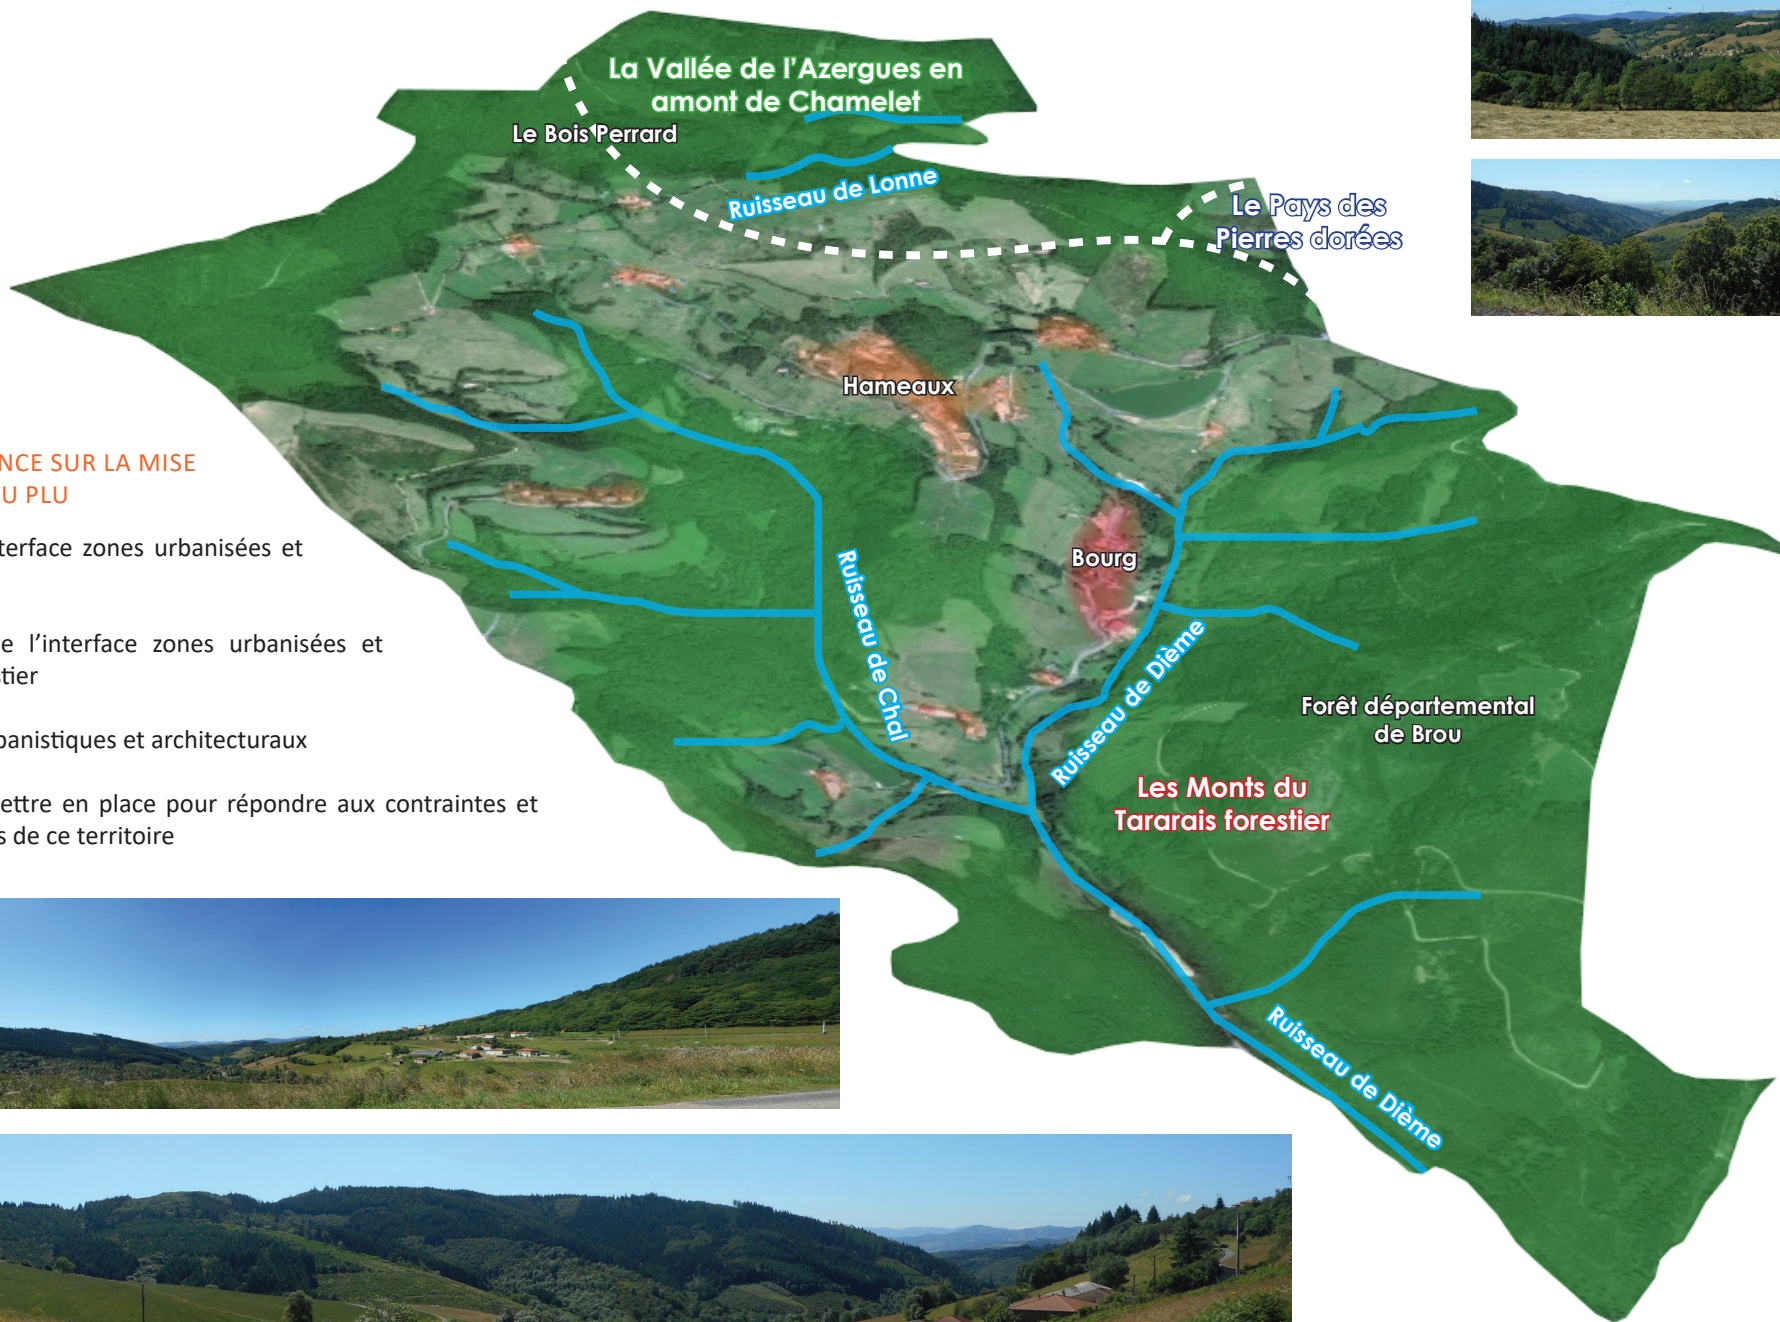 La Vallée de l'Azergues en
amont de Chamelet
Le Bois Perrard
Ruisseau de Lonne
Le Pays des
Pierres dorées
Hameaux
Bourg
Ruisseau de Chal
Ruisseau de Dième
Forêt départemental
de Brou
Les Monts du
Tararais forestier
Ruisseau de Dième
NCE SUR LA MISE
U PLU
terface zones urbanisées et
e l'interface zones urbanisées et
stier
banistiques et architecturaux
ettre en place pour répondre aux contraintes et
s de ce territoire